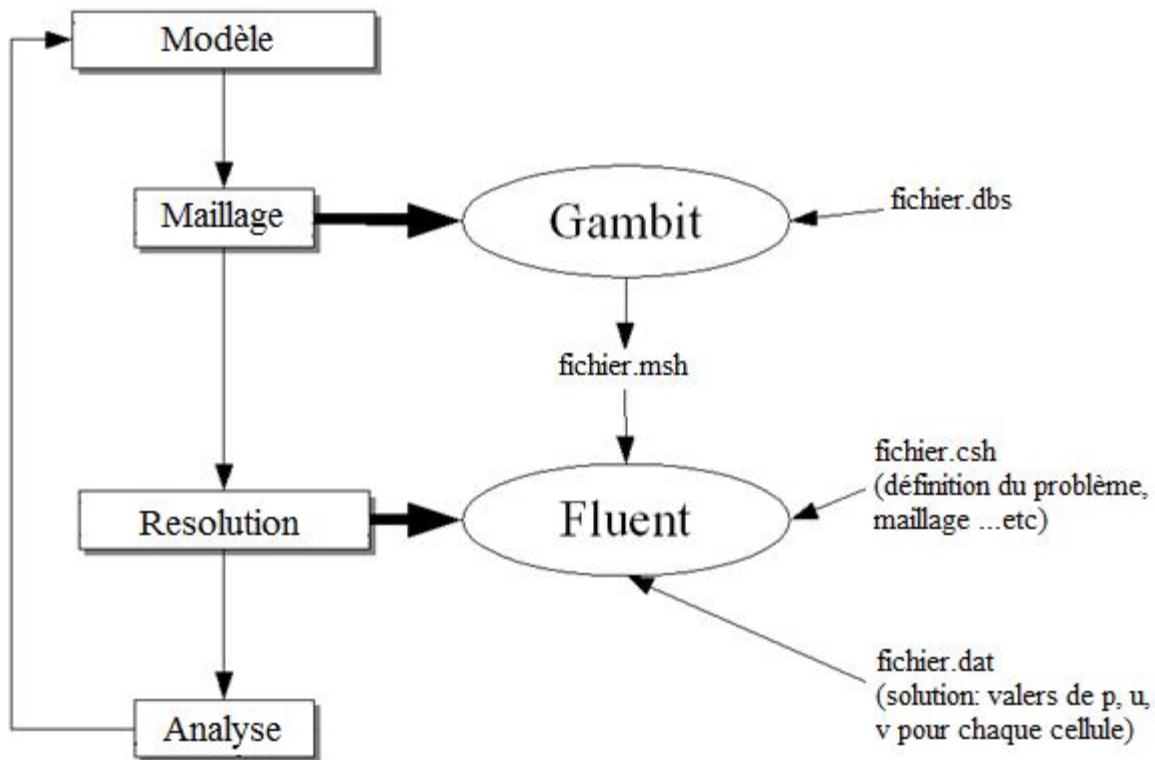 Modèle
Maillage
Gambit
fichier.dbs
fichier.msh
fichier.csh
(définition du problème,
maillage ...etc)
Resolution
Fluent
fichier.dat
(solution: valers de p, u,
v pour chaque cellule)
Analyse